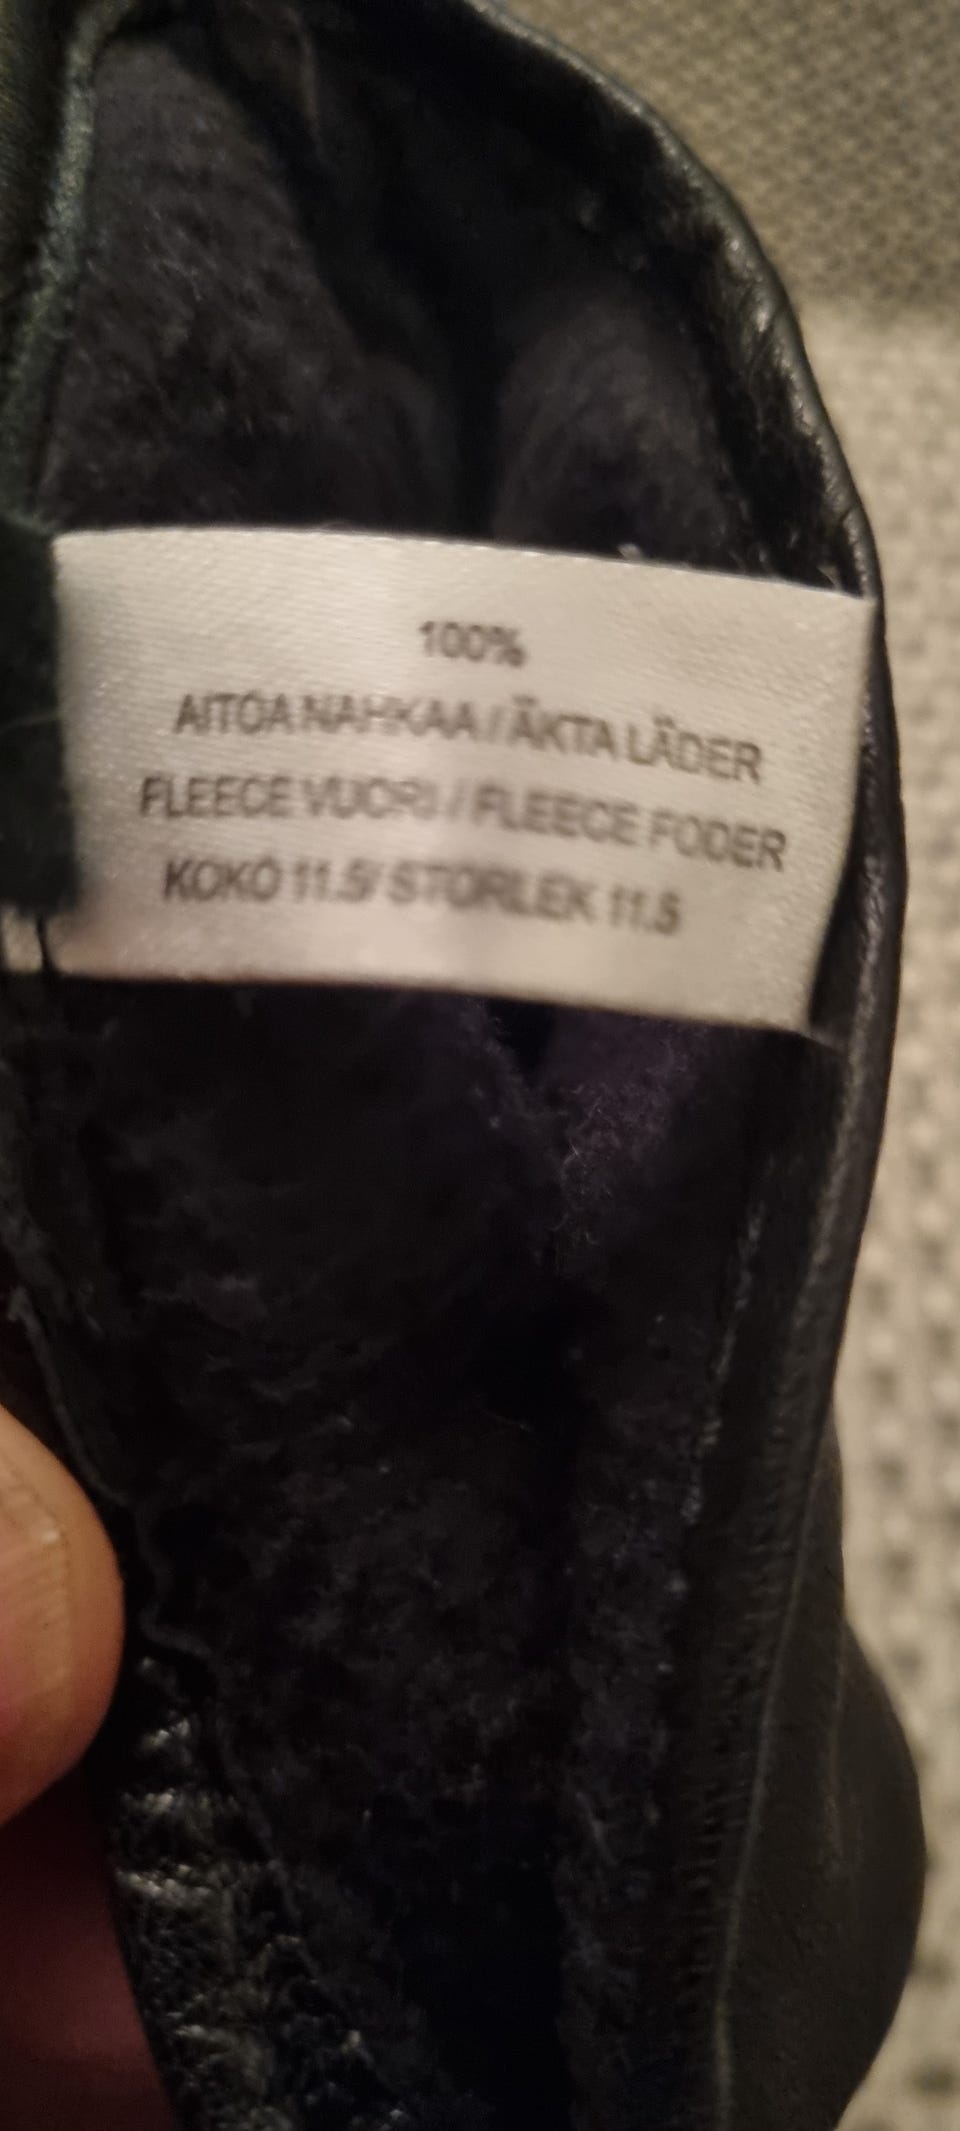 100%
AITOA NAHKAA / ÄKTA LÄDER
FLEECE VUORI / FLEECE FODER
KOKO 11.5/ STORLEK 11.5